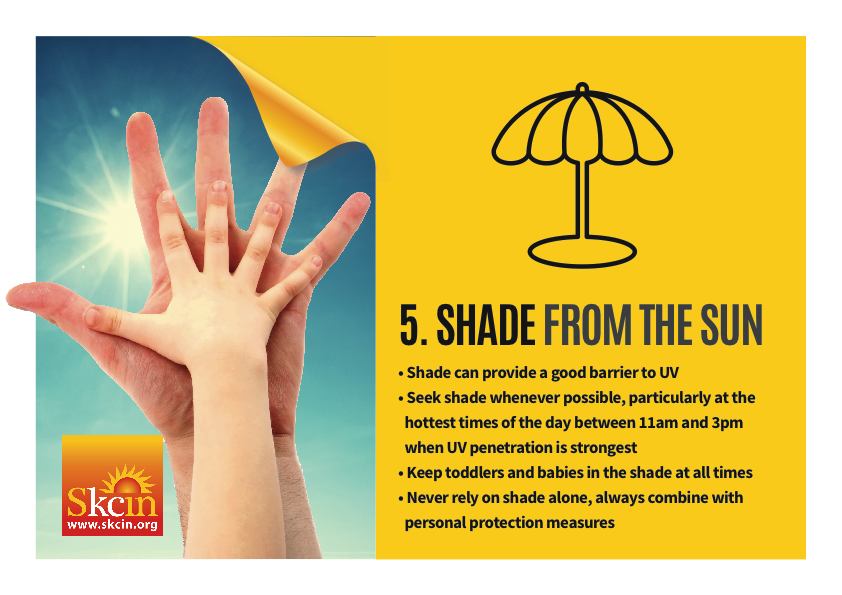 5. SHADE FROM THE SUN
• Shade can provide a good barrier to UV
• Seek shade whenever possible, particularly at the
hottest times of the day between 11am and 3pm
when UV penetration is strongest
• Keep toddlers and babies in the shade at all times
• Never rely on shade alone, always combine with
personal protection measures
Skcin
www.skcin.org